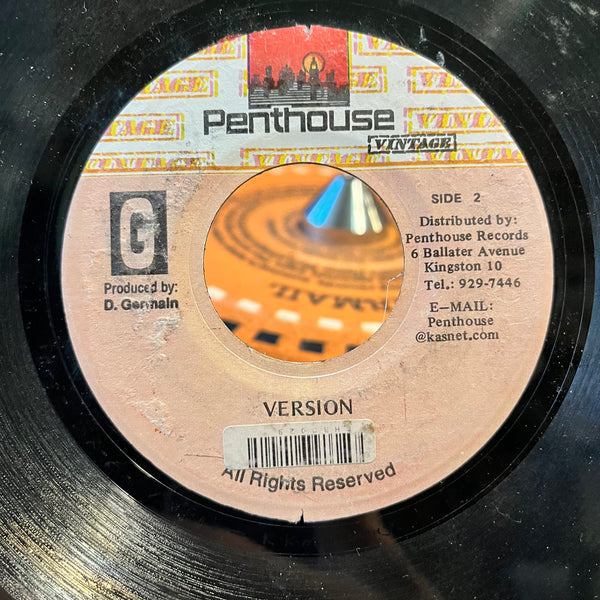 Penthouse
VINTAGE
G
Produced by:
D. Germain
SIDE 2
Distributed by:
Penthouse Records
6 Ballater Avenue
Kingston 10
Tel.: 929-7446
E-MAIL:
Penthouse
@kasnet.com
VERSION
All Rights Reserved